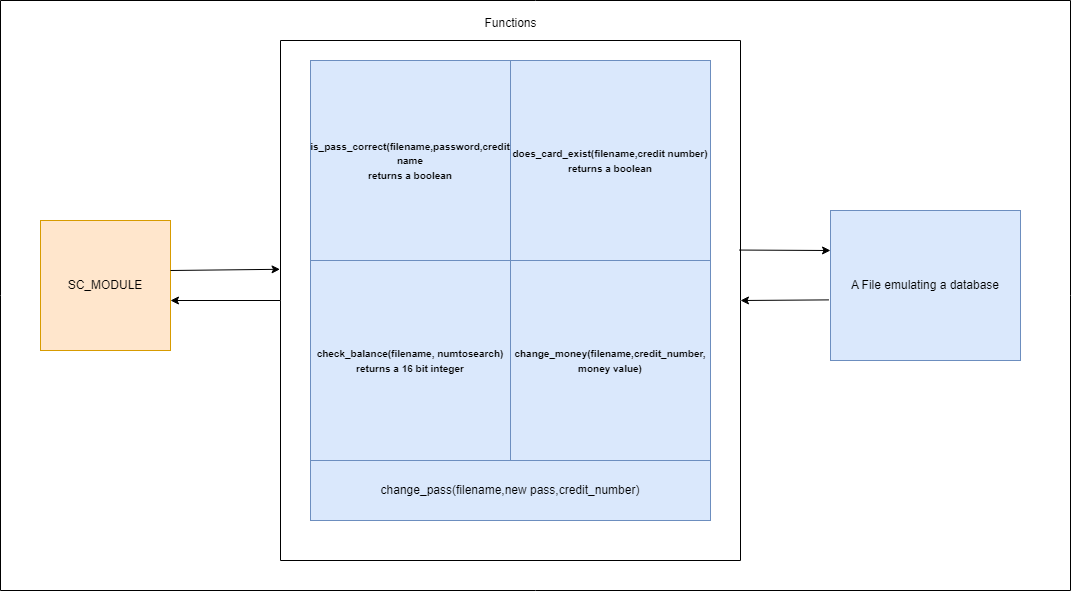 Functions
is_pass_correct(filename,password,credit
name
returns a boolean
does_card_exist(filename,credit number)
returns a boolean
SC_MODULE
A File emulating a database
check_balance(filename, numtosearch)
returns a 16 bit integer
change_money(filename,credit_number,
money value)
change_pass(filename,new pass,credit_number)